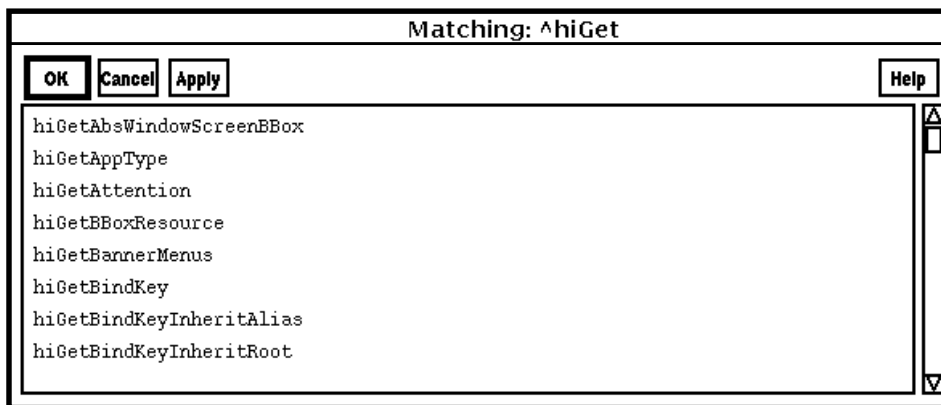 Matching: ^hiGet
OK Cancel Apply Help
hiGetAbsWindowScreenBBox
hiGetAppType
hiGetAttention
hiGetBBoxResource
hiGetBannerMenus
hiGetBindKey
hiGetBindKeyInheritAlias
hiGetBindKeyInheritRoot